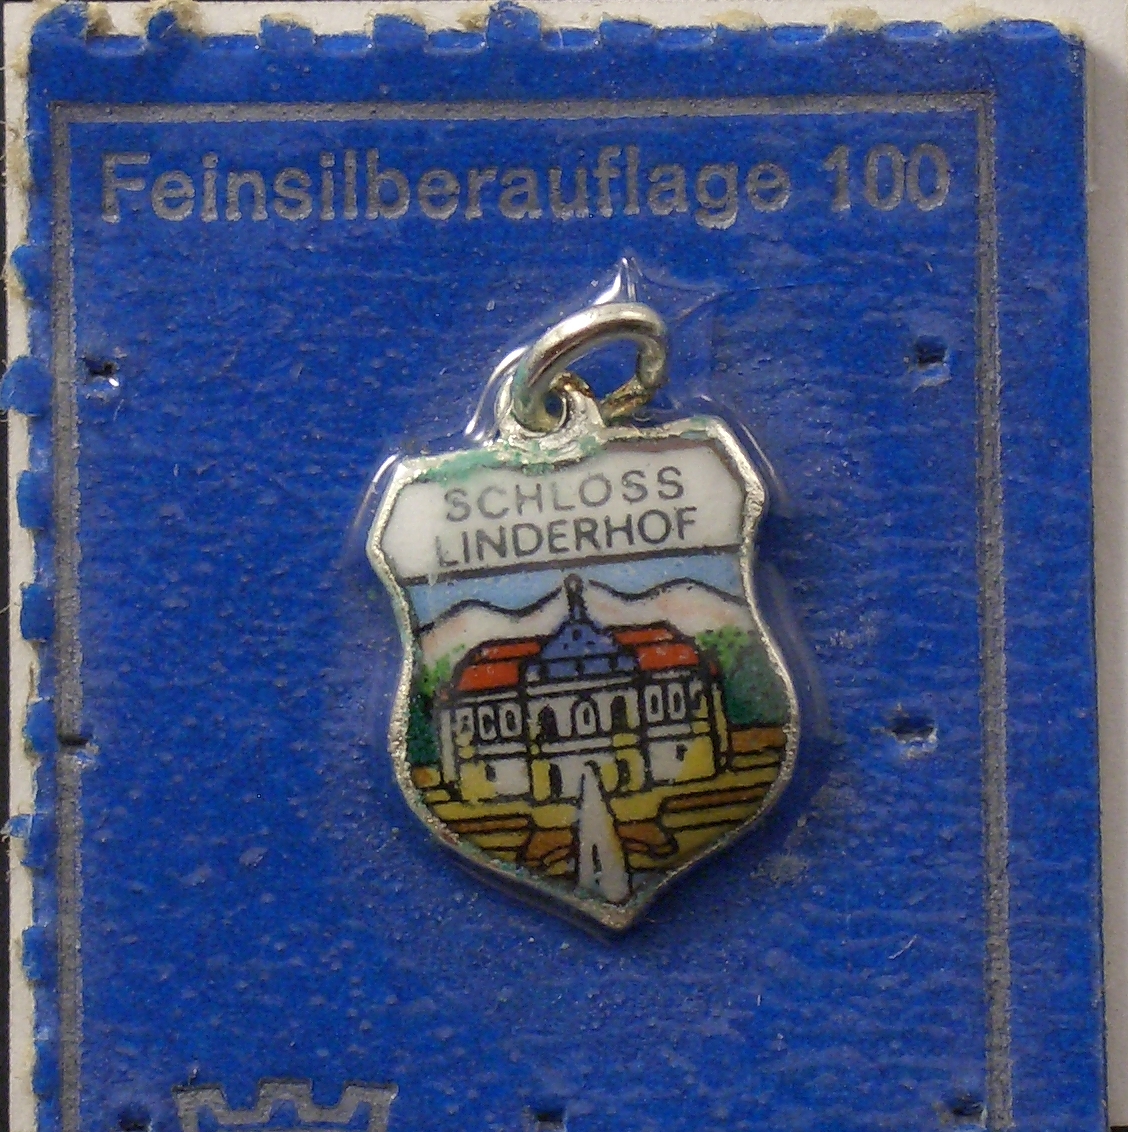 Feinsilberauflage 100
SCHLOSS
LINDERHOF